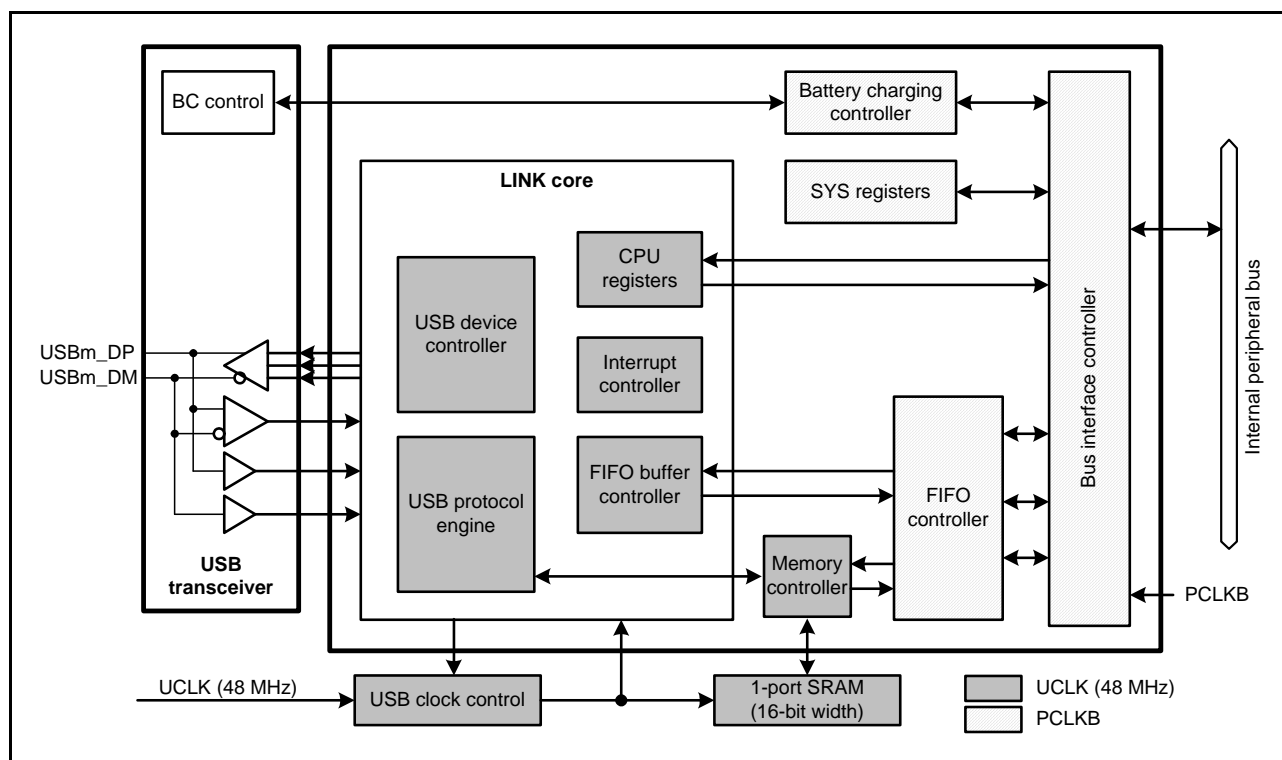 BC control
Battery charging
controller
LINK core
SYS registers
CPU
registers
USB device
controller
Interrupt
controller
USBm_DP
USBm_DM
USB protocol
engine
FIFO buffer
controller
FIFO
controller
Memory
controller
USB
transceiver
Bus interface controller
Internal peripheral bus
PCLKB
UCLK (48 MHz)
USB clock control
1-port SRAM
(16-bit width)
UCLK (48 MHz)
PCLKB